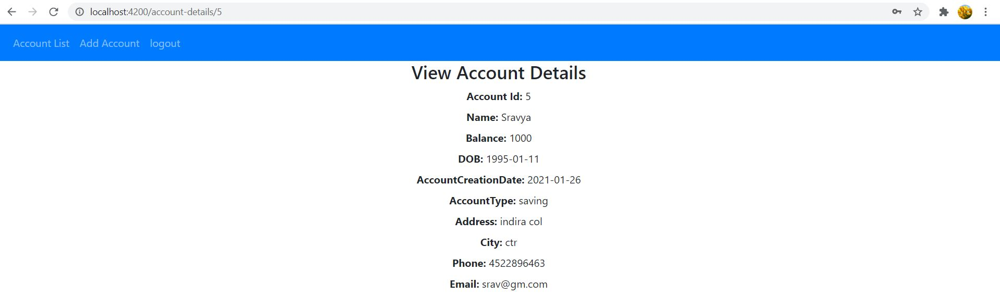 localhost:4200/account-details/5
Account List Add Account logout
View Account Details
Account Id: 5
Name: Sravya
Balance: 1000
DOB: 1995-01-11
AccountCreationDate: 2021-01-26
AccountType: saving
Address: indira col
City: ctr
Phone: 4522896463
Email: srav@gm.com